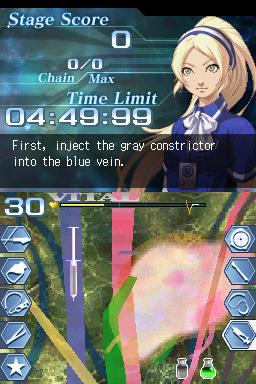 Stage Score
0
0/0
Chain / Max
Time Limit
04:49:99
First, inject the gray constrictor
into the blue vein.
VITAL
30